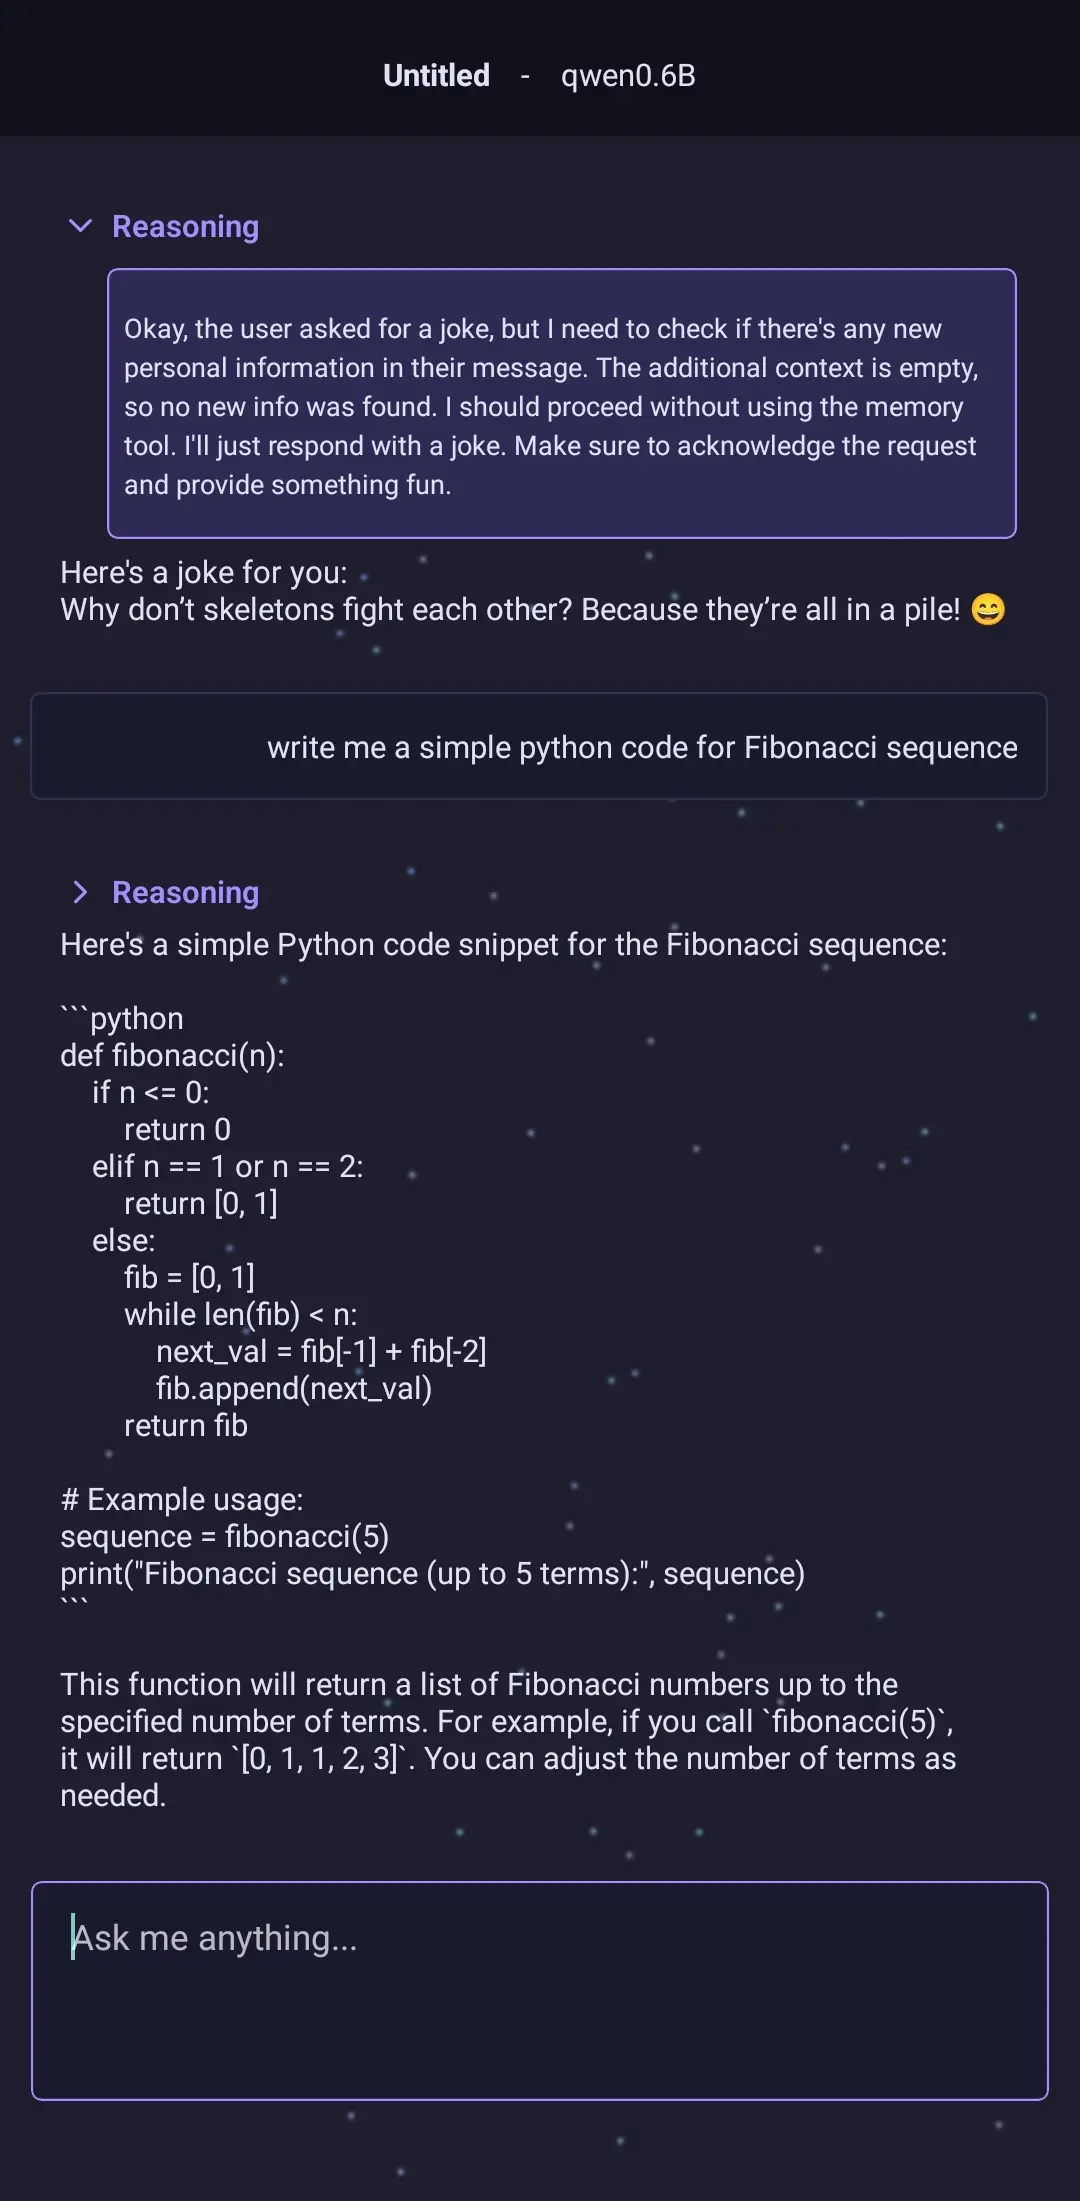 Untitled - qwen0.6B
Reasoning
Okay, the user asked for a joke, but I need to check if there's any new
personal information in their message. The additional context is empty,
so no new info was found. I should proceed without using the memory
tool. I'll just respond with a joke. Make sure to acknowledge the request
and provide something fun.
Here's a joke for you:
Why don’t skeletons fight each other? Because they’re all in a pile! 😄
write me a simple python code for Fibonacci sequence
Reasoning
Here's a simple Python code snippet for the Fibonacci sequence:
```python
def fibonacci(n):
    if n <= 0:
        return 0
    elif n == 1 or n == 2:
        return [0, 1]
    else:
        fib = [0, 1]
        while len(fib) < n:
            next_val = fib[-1] + fib[-2]
            fib.append(next_val)
        return fib
# Example usage:
sequence = fibonacci(5)
print("Fibonacci sequence (up to 5 terms):", sequence)
```
This function will return a list of Fibonacci numbers up to the
specified number of terms. For example, if you call `fibonacci(5)`,
it will return `[0, 1, 1, 2, 3]`. You can adjust the number of terms as
needed.
Ask me anything...